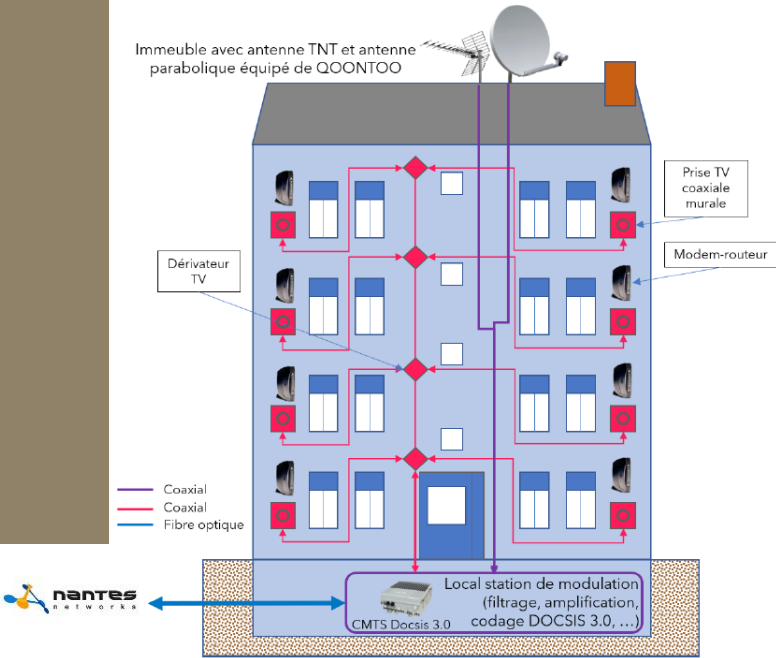 Immeuble avec antenne TNT et antenne
parabolique équipé de QOONTOO
Prise TV
coaxiale
murale
Modem-routeur
Dérivateur
TV
Coaxial
Coaxial
Fibre optique
nantes
networks
Local station de modulation
(filtrage, amplification,
codage DOCSIS 3.0, ...)
CMTS Docsis 3.0